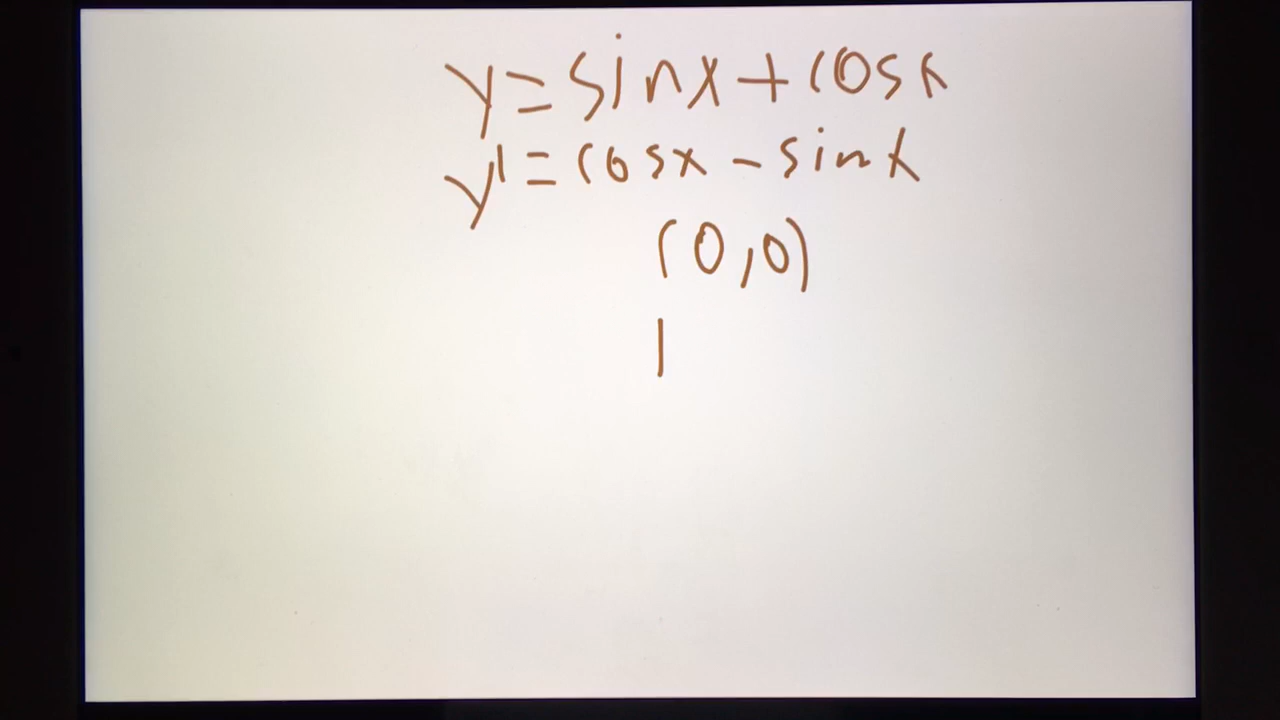 y = sinx + cosx
y' = cosx - sinx
(0,0)
1